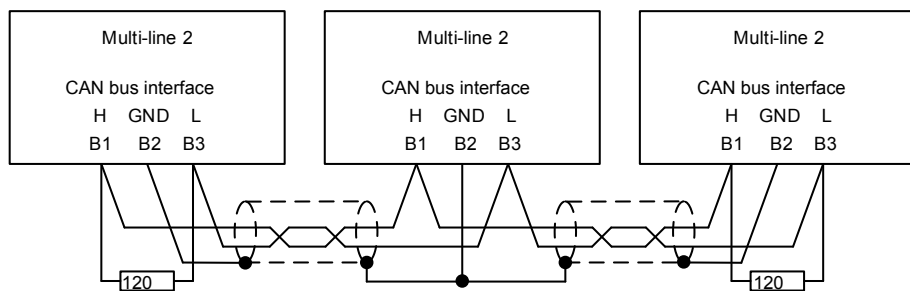 Multi-line 2 Multi-line 2 Multi-line 2
CAN bus interface CAN bus interface CAN bus interface
H GND L H GND L H GND L
B1 B2 B3 B1 B2 B3 B1 B2 B3
120 120